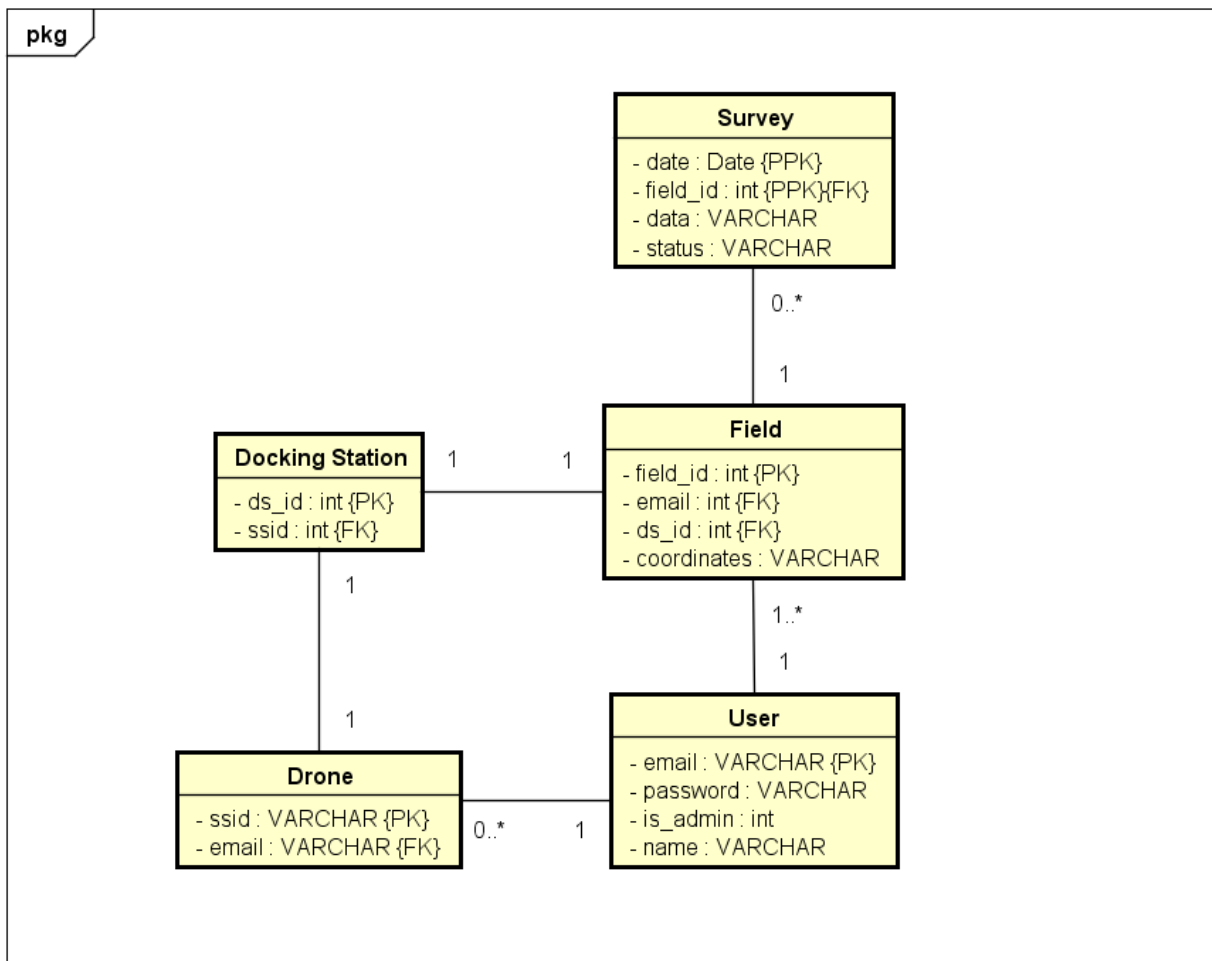 pkg
Survey
- date : Date {PPK}
- field_id : int {PPK}{FK}
- data : VARCHAR
- status : VARCHAR
0..*
1
Field
- field_id : int {PK}
- email : int {FK}
- ds_id : int {FK}
- coordinates : VARCHAR
Docking Station
- ds_id : int {PK}
- ssid : int {FK}
1
1
1
1
1..*
1
Drone
- ssid : VARCHAR {PK}
- email : VARCHAR {FK}
0..*
1
User
- email : VARCHAR {PK}
- password : VARCHAR
- is_admin : int
- name : VARCHAR